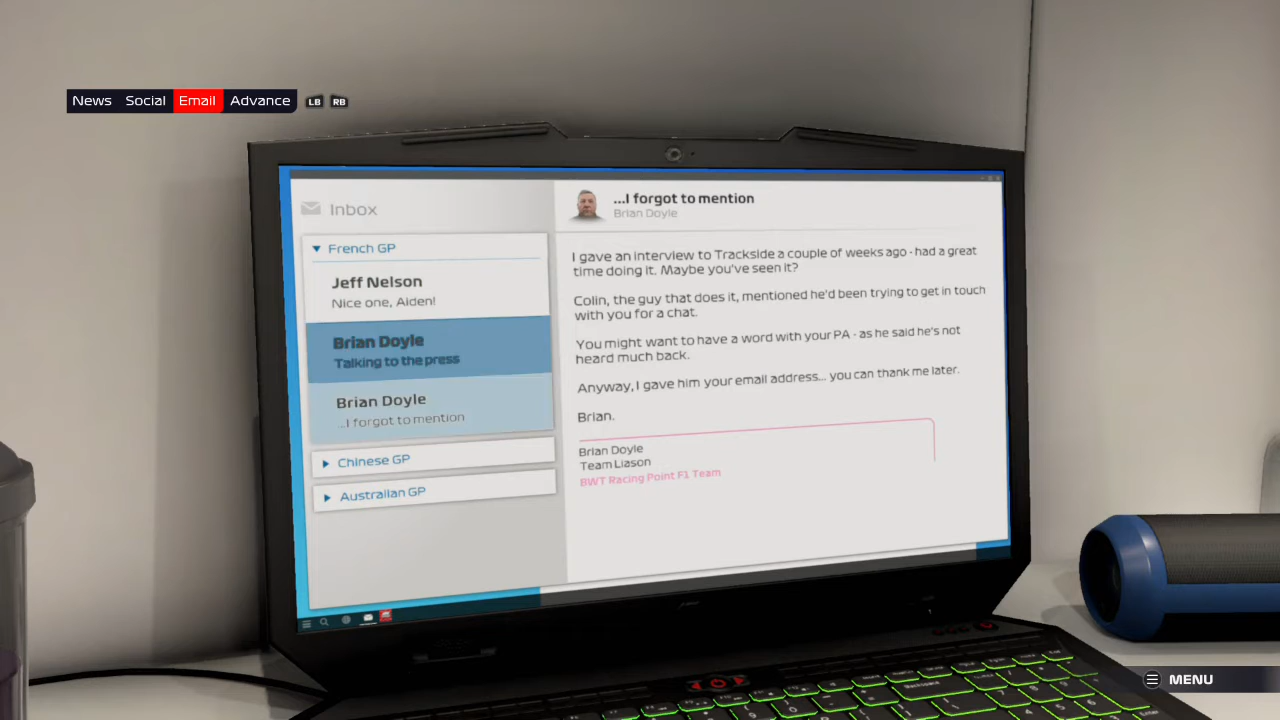 News Social Email Advance LB RB
Inbox
French GP
Jeff Nelson
Nice one, Aiden!
Brian Doyle
Talking to the press
Brian Doyle
...I forgot to mention
Chinese GP
Australian GP
...I forgot to mention
Brian Doyle
I gave an interview to Trackside a couple of weeks ago - had a great
time doing it. Maybe you've seen it?
Colin, the guy that does it, mentioned he'd been trying to get in touch
with you for a chat.
You might want to have a word with your PA - as he said he's not
heard much back.
Anyway, I gave him your email address... you can thank me later.
Brian.
Brian Doyle
Team Liason
BWT Racing Point F1 Team
MENU